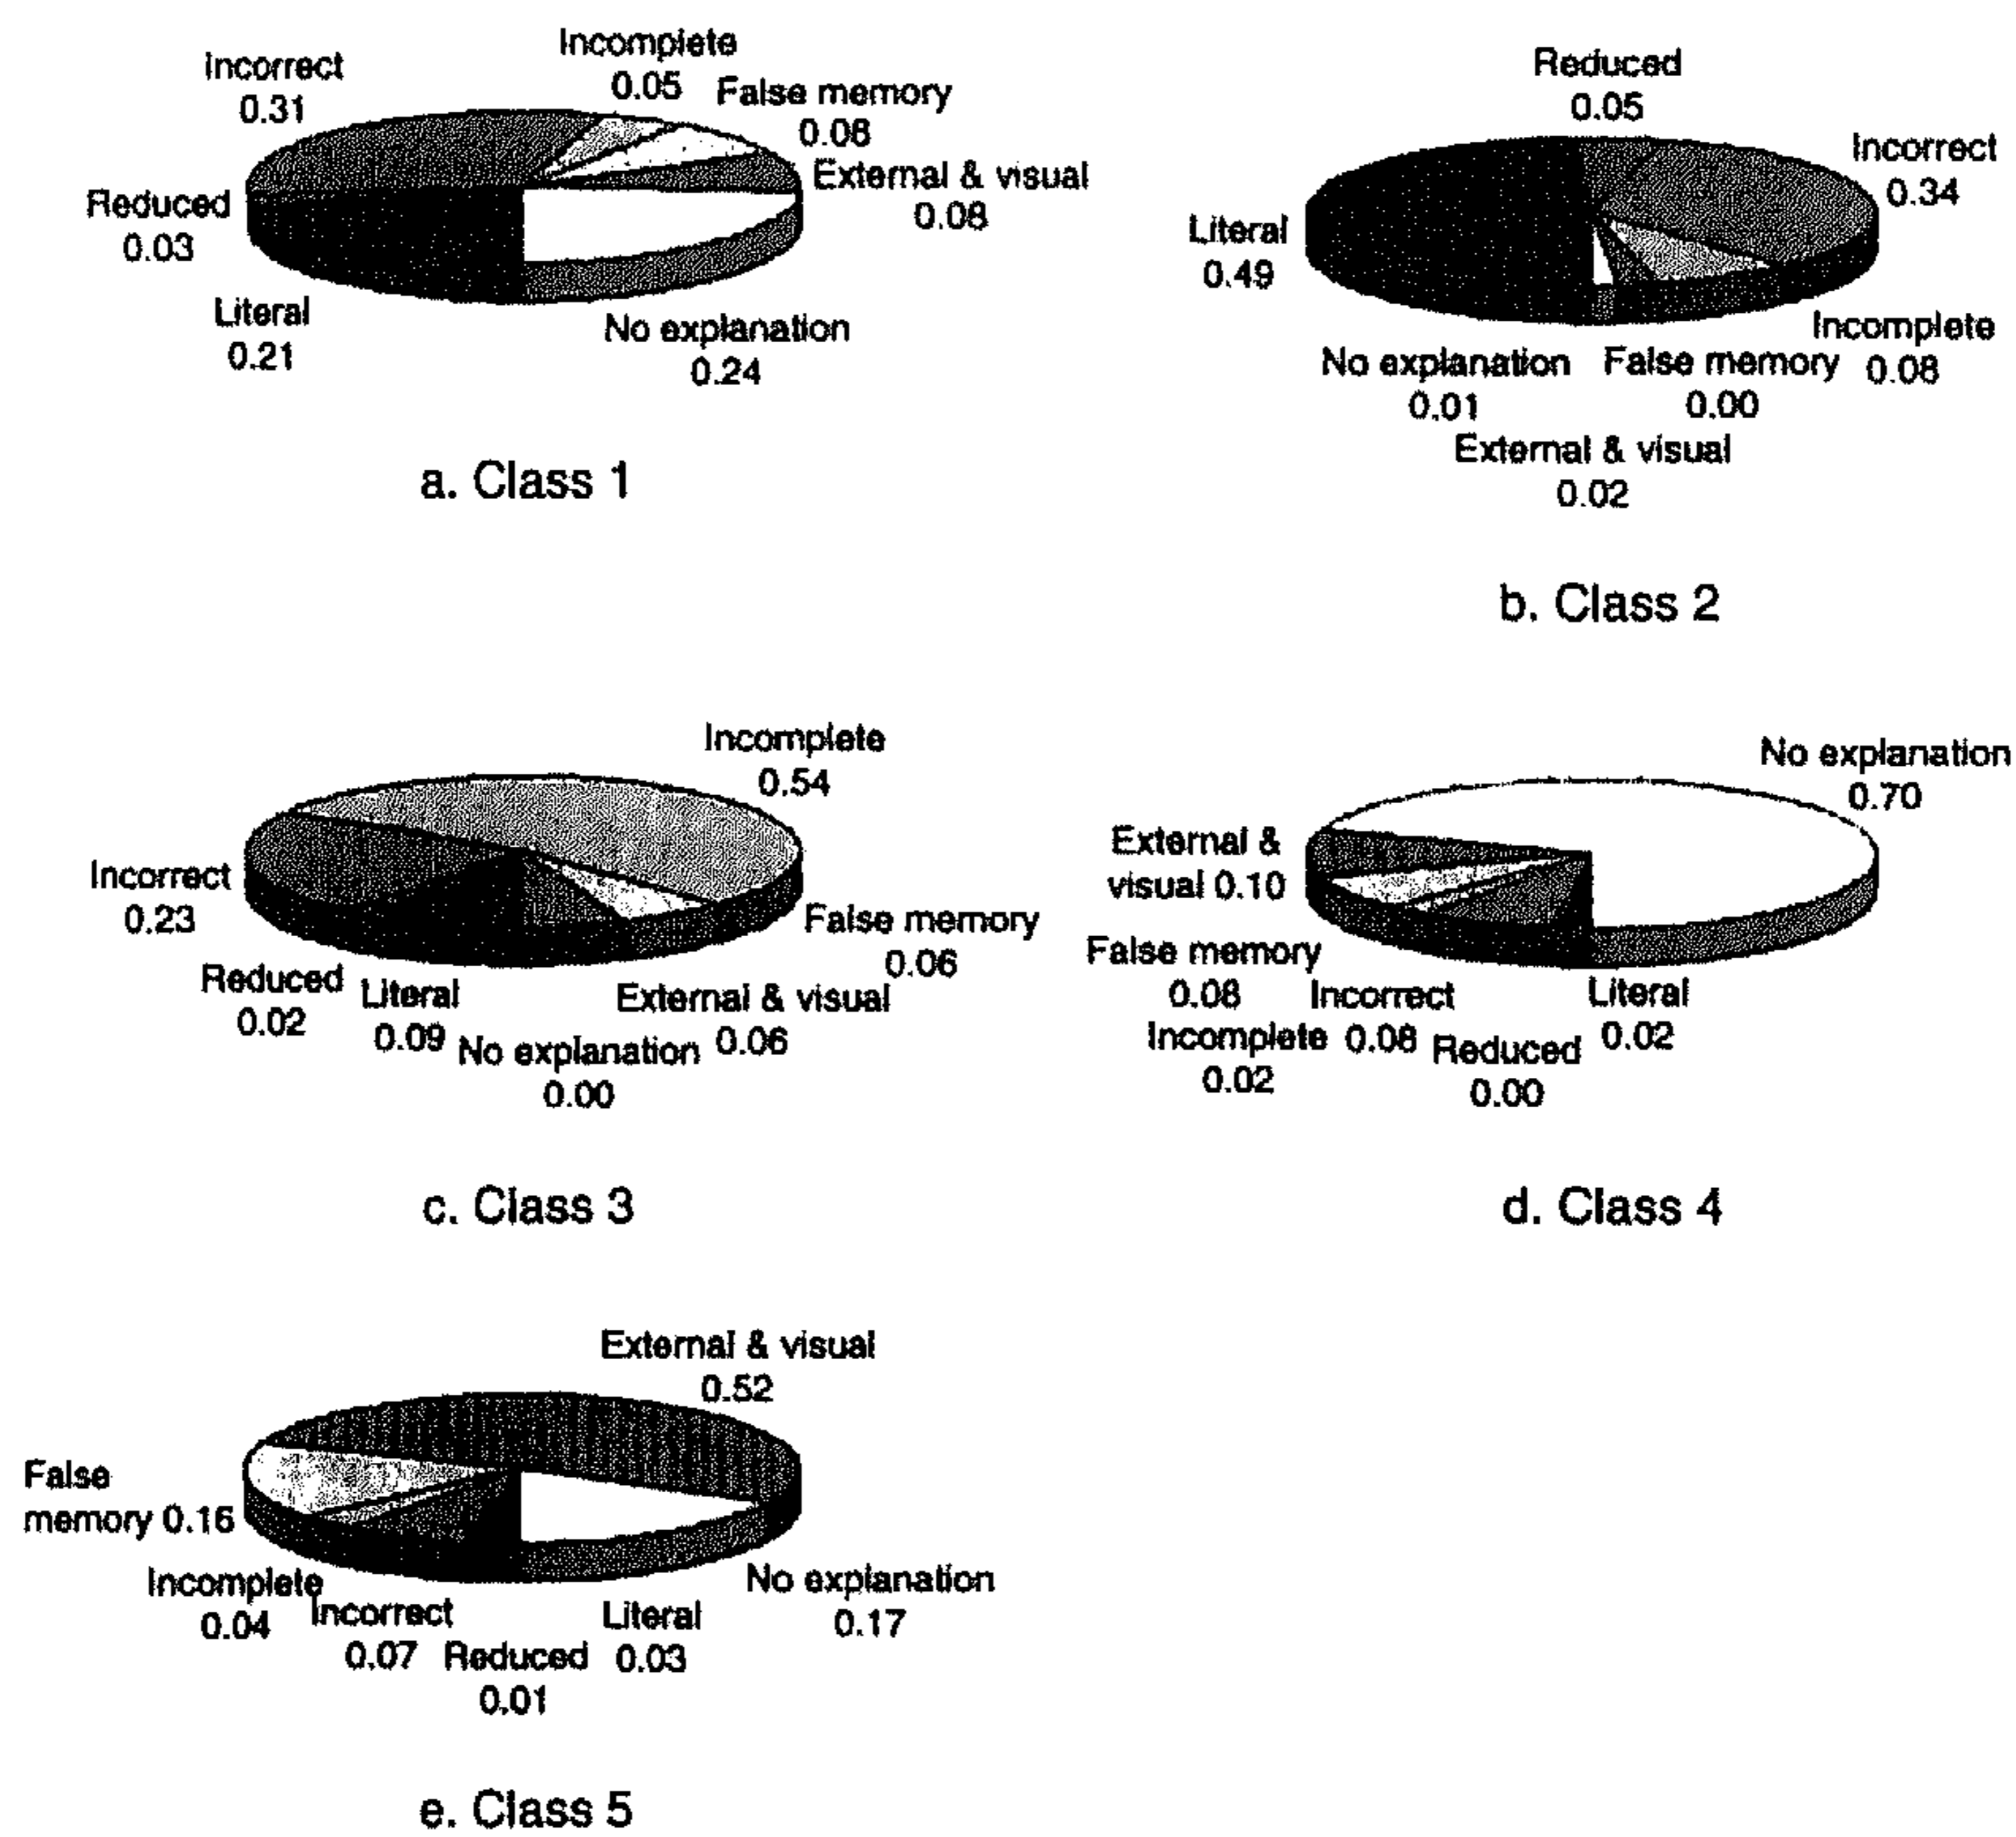 Incorrect
0.31
Incomplete
0.05
False memory
0.08
External & visual
0.08
Reduced
0.03
Literal
0.21
No explanation
0.24
a. Class 1
Reduced
0.05
Incorrect
0.34
Literal
0.49
Incomplete
0.08
No explanation
0.01
False memory
0.00
External & visual
0.02
b. Class 2
Incomplete
0.54
Incorrect
0.23
False memory
0.06
Reduced
0.02
Literal
0.09
External & visual
0.06
No explanation
0.00
c. Class 3
No explanation
0.70
External &
visual 0.10
False memory
0.08
Incorrect
0.08
Literal
0.02
Incomplete
0.02
Reduced
0.00
d. Class 4
External & visual
0.52
False
memory 0.16
Incomplete
0.04
Incorrect
0.07
Reduced
0.01
Literal
0.03
No explanation
0.17
e. Class 5